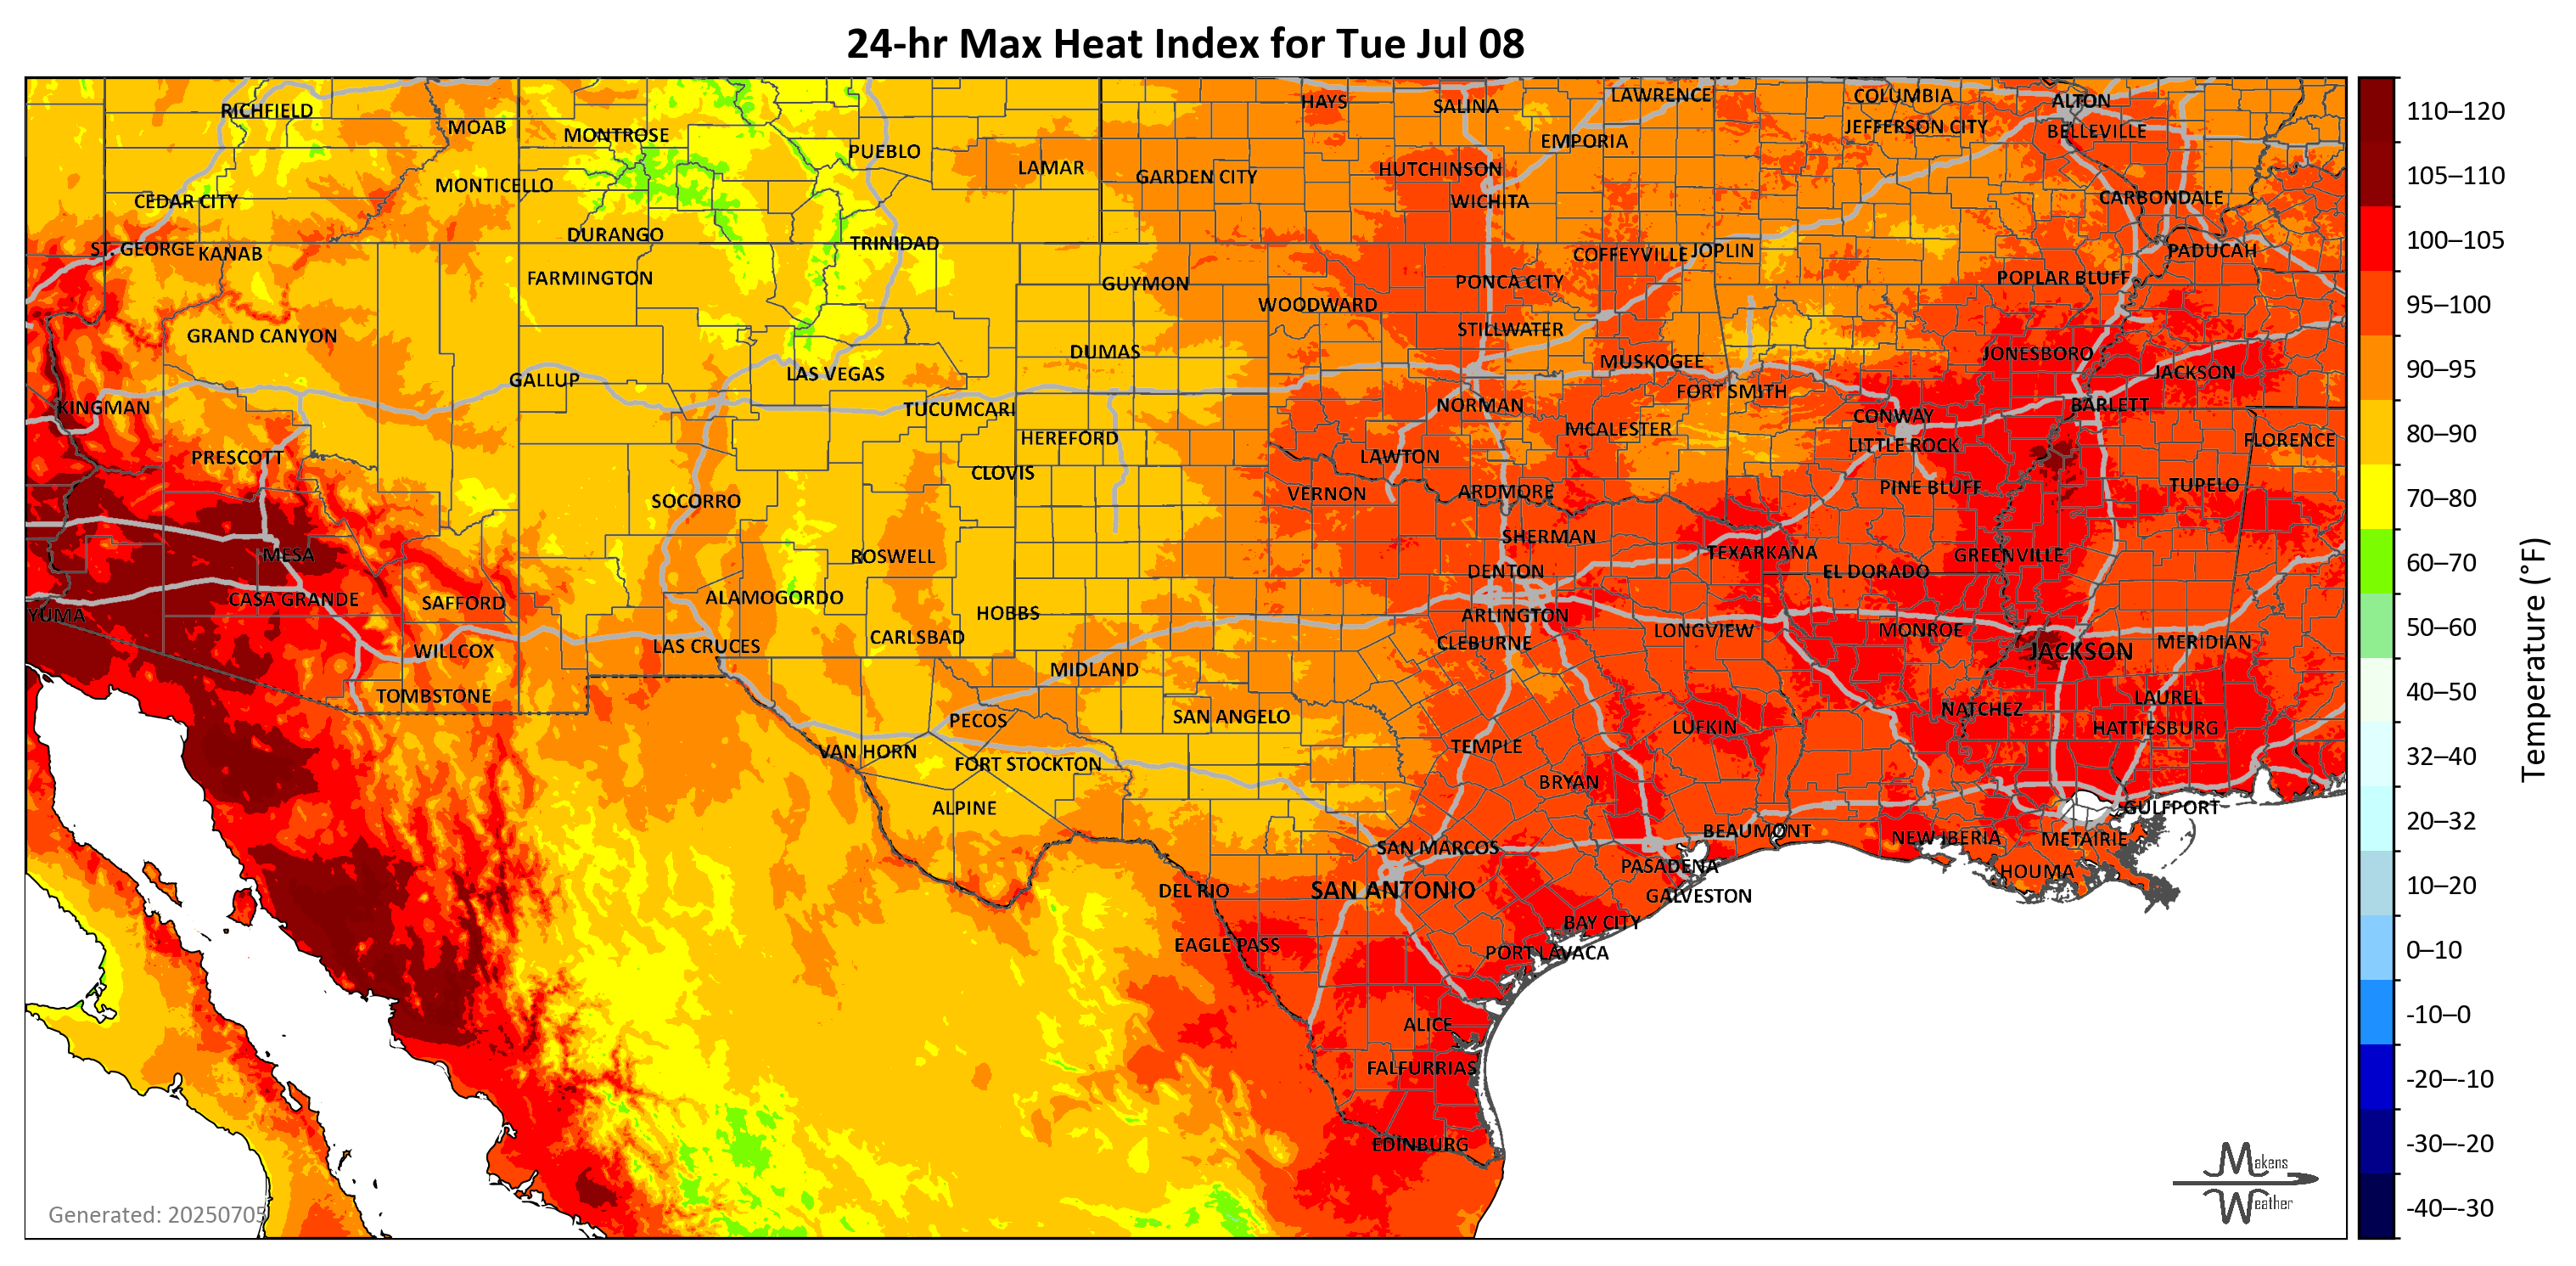 24-hr Max Heat Index for Tue Jul 08
RICHFIELD
MOAB
MONTROSE
PUEBLO
LAMAR
HAYS
SALINA
LAWRENCE
COLUMBIA
ALTON
EMPORIA
JEFFERSON CITY
BELLEVILLE
MONTICELLO
GARDEN CITY
HUTCHINSON
CEDAR CITY
WICHITA
CARBONDALE
DURANGO
TRINIDAD
ST. GEORGE
KANAB
COFFEYVILLE
JOPLIN
PADUCAH
FARMINGTON
GUYMON
PONCA CITY
POPLAR BLUFF
WOODWARD
GRAND CANYON
STILLWATER
DUMAS
MUSKOGEE
JONESBORO
GALLUP
LAS VEGAS
FORT SMITH
JACKSON
KINGMAN
TUCUMCARI
NORMAN
CONWAY
BARLETT
HEREFORD
MCALESTER
LITTLE ROCK
FLORENCE
PRESCOTT
CLOVIS
LAWTON
SOCORRO
VERNON
ARDMORE
PINE BLUFF
TUPELO
MESA
ROSWELL
SHERMAN
TEXARKANA
GREENVILLE
CASA GRANDE
SAFFORD
ALAMOGORDO
DENTON
EL DORADO
YUMA
HOBBS
ARLINGTON
WILLCOX
LAS CRUCES
CARLSBAD
CLEBURNE
LONGVIEW
MONROE
JACKSON
MERIDIAN
TOMBSTONE
MIDLAND
PECOS
SAN ANGELO
LUFKIN
NATCHEZ
LAUREL
HATTIESBURG
VAN HORN
FORT STOCKTON
TEMPLE
BRYAN
ALPINE
GULFPORT
SAN MARCOS
BEAUMONT
NEW IBERIA
METAIRIE
DEL RIO
SAN ANTONIO
PASADENA
HOUMA
GALVESTON
EAGLE PASS
BAY CITY
PORT LAVACA
ALICE
FALFURRIAS
EDINBURG
Generated: 20250705
Makens
Weather
110–120
105–110
100–105
95–100
90–95
80–90
70–80
60–70
50–60
40–50
32–40
20–32
10–20
0–10
-10–0
-20–-10
-30–-20
-40–-30
Temperature (°F)